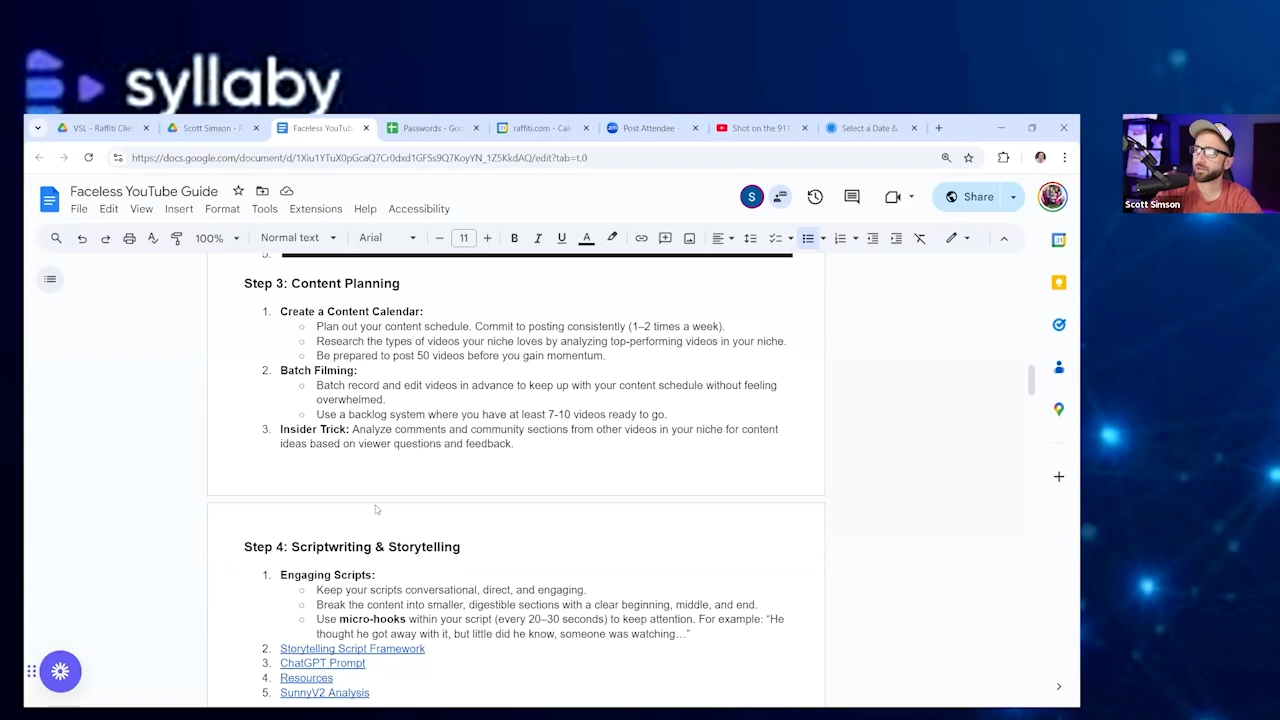 syllaby
VSL - Raffiti Clie
Scott Simson - R
Faceless YouTub
Passwords - Goo
raffiti.com - Cal
Post Attendee -
Shot on the 911
Select a Date &
https://docs.google.com/document/d/1Xiu1YTuX0pGcaQ7Cr0dxd1GFSs9Q7KoyYN_1Z5KkdAQ/edit?tab=t.0
Faceless YouTube Guide
S
Share
File Edit View Insert Format Tools Extensions Help Accessibility
100% Normal text Arial 11 B I U A
5.
Step 3: Content Planning
1. Create a Content Calendar:
○ Plan out your content schedule. Commit to posting consistently (1–2 times a week).
○ Research the types of videos your niche loves by analyzing top-performing videos in your niche.
○ Be prepared to post 50 videos before you gain momentum.
2. Batch Filming:
○ Batch record and edit videos in advance to keep up with your content schedule without feeling
overwhelmed.
○ Use a backlog system where you have at least 7-10 videos ready to go.
3. Insider Trick: Analyze comments and community sections from other videos in your niche for content
ideas based on viewer questions and feedback.
Step 4: Scriptwriting & Storytelling
1. Engaging Scripts:
○ Keep your scripts conversational, direct, and engaging.
○ Break the content into smaller, digestible sections with a clear beginning, middle, and end.
○ Use micro-hooks within your script (every 20–30 seconds) to keep attention. For example: “He
thought he got away with it, but little did he know, someone was watching…”
2. Storytelling Script Framework
3. ChatGPT Prompt
4. Resources
5. SunnyV2 Analysis
Scott Simson